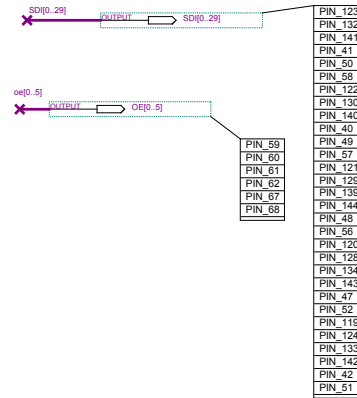 SDI[0..29]
OUTPUT
SDI[0..29]
oe[0..5]
OUTPUT
OE[0..5]
PIN_59
PIN_60
PIN_61
PIN_62
PIN_67
PIN_68
PIN_123
PIN_132
PIN_141
PIN_41
PIN_50
PIN_58
PIN_122
PIN_130
PIN_140
PIN_40
PIN_49
PIN_57
PIN_121
PIN_129
PIN_139
PIN_144
PIN_48
PIN_56
PIN_120
PIN_128
PIN_134
PIN_143
PIN_47
PIN_52
PIN_119
PIN_124
PIN_133
PIN_142
PIN_42
PIN_51